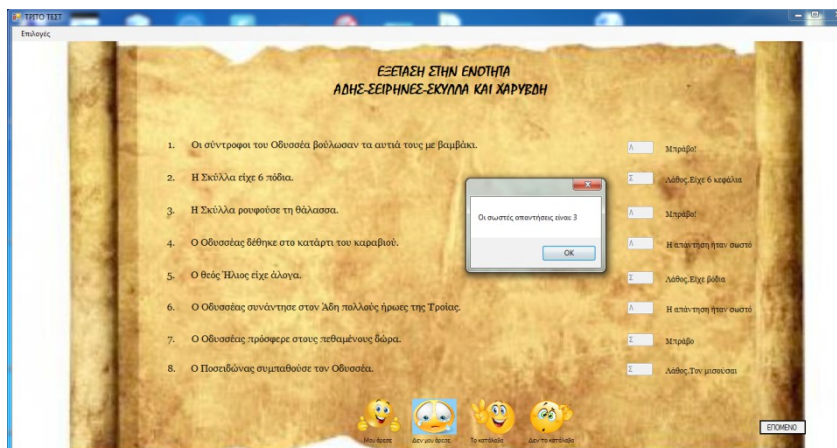 ΤΡΙΤΟ ΤΕΣΤ
Επιλογές
ΕΞΕΤΑΣΗ ΣΤΗΝ ΕΝΟΤΗΤΑ
ΑΔΗΣ-ΣΕΙΡΗΝΕΣ-ΣΚΥΛΛΑ ΚΑΙ ΧΑΡΥΒΔΗ
1. Οι σύντροφοι του Οδυσσέα βούλωσαν τα αυτιά τους με βαμβάκι. Λ Μπράβο!
2. Η Σκύλλα είχε 6 πόδια. Σ Λάθος.Είχε 6 κεφάλια
3. Η Σκύλλα ρουφούσε τη θάλασσα. Λ Μπράβο!
4. Ο Οδυσσέας δέθηκε στο κατάρτι του καραβιού. Λ Η απάντηση ήταν σωστό
5. Ο θεός Ήλιος είχε άλογα. Σ Λάθος.Είχε βόδια
6. Ο Οδυσσέας συνάντησε στον Άδη πολλούς ήρωες της Τροίας. Λ Η απάντηση ήταν σωστό
7. Ο Οδυσσέας πρόσφερε στους πεθαμένους δώρα. Σ Μπράβο
8. Ο Ποσειδώνας συμπαθούσε τον Οδυσσέα. Σ Λάθος.Τον μισούσαι
Οι σωστές απαντήσεις είναι 3
OK
Μου άρεσε Δεν μου άρεσε Το κατάλαβα Δεν το κατάλαβα
ΕΠΟΜΕΝΟ